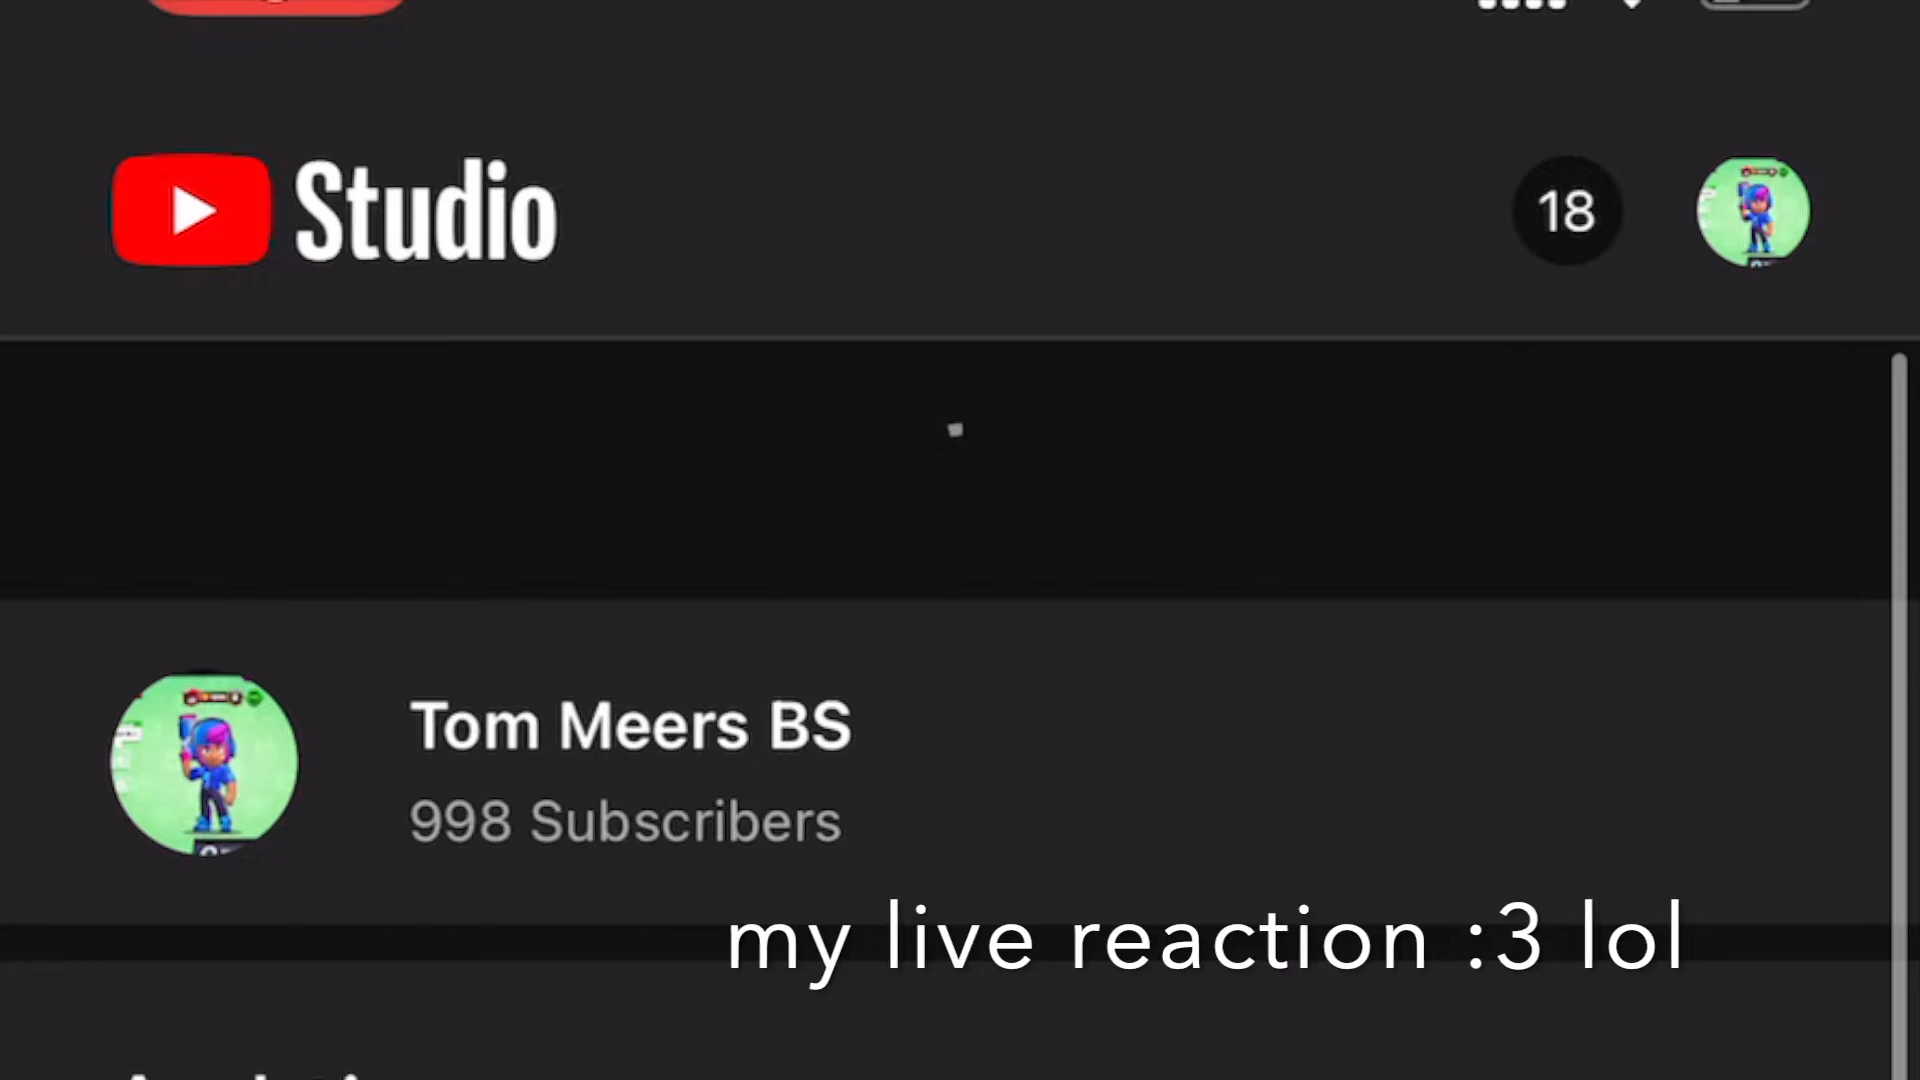 Studio
18
Tom Meers BS
998 Subscribers
my live reaction :3 lol